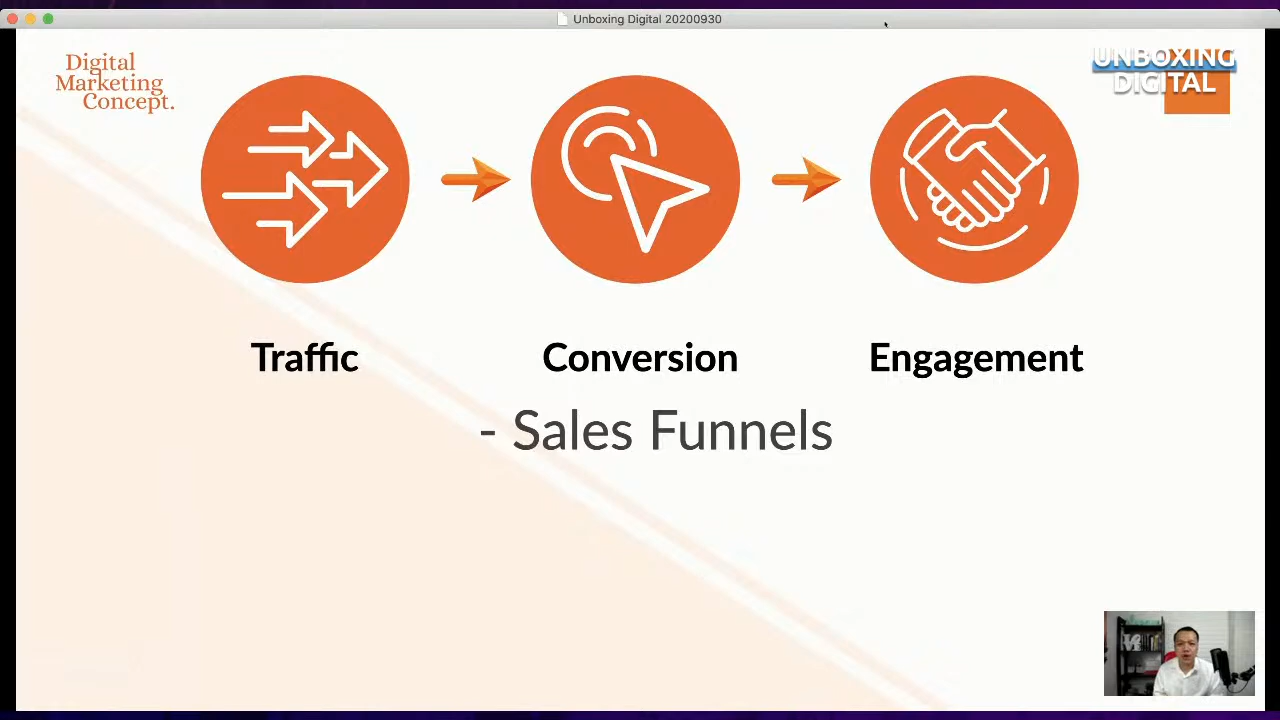 Unboxing Digital 20200930
Digital
Marketing
Concept.
UNBOXING
DIGITAL
Traffic
Conversion
Engagement
- Sales Funnels